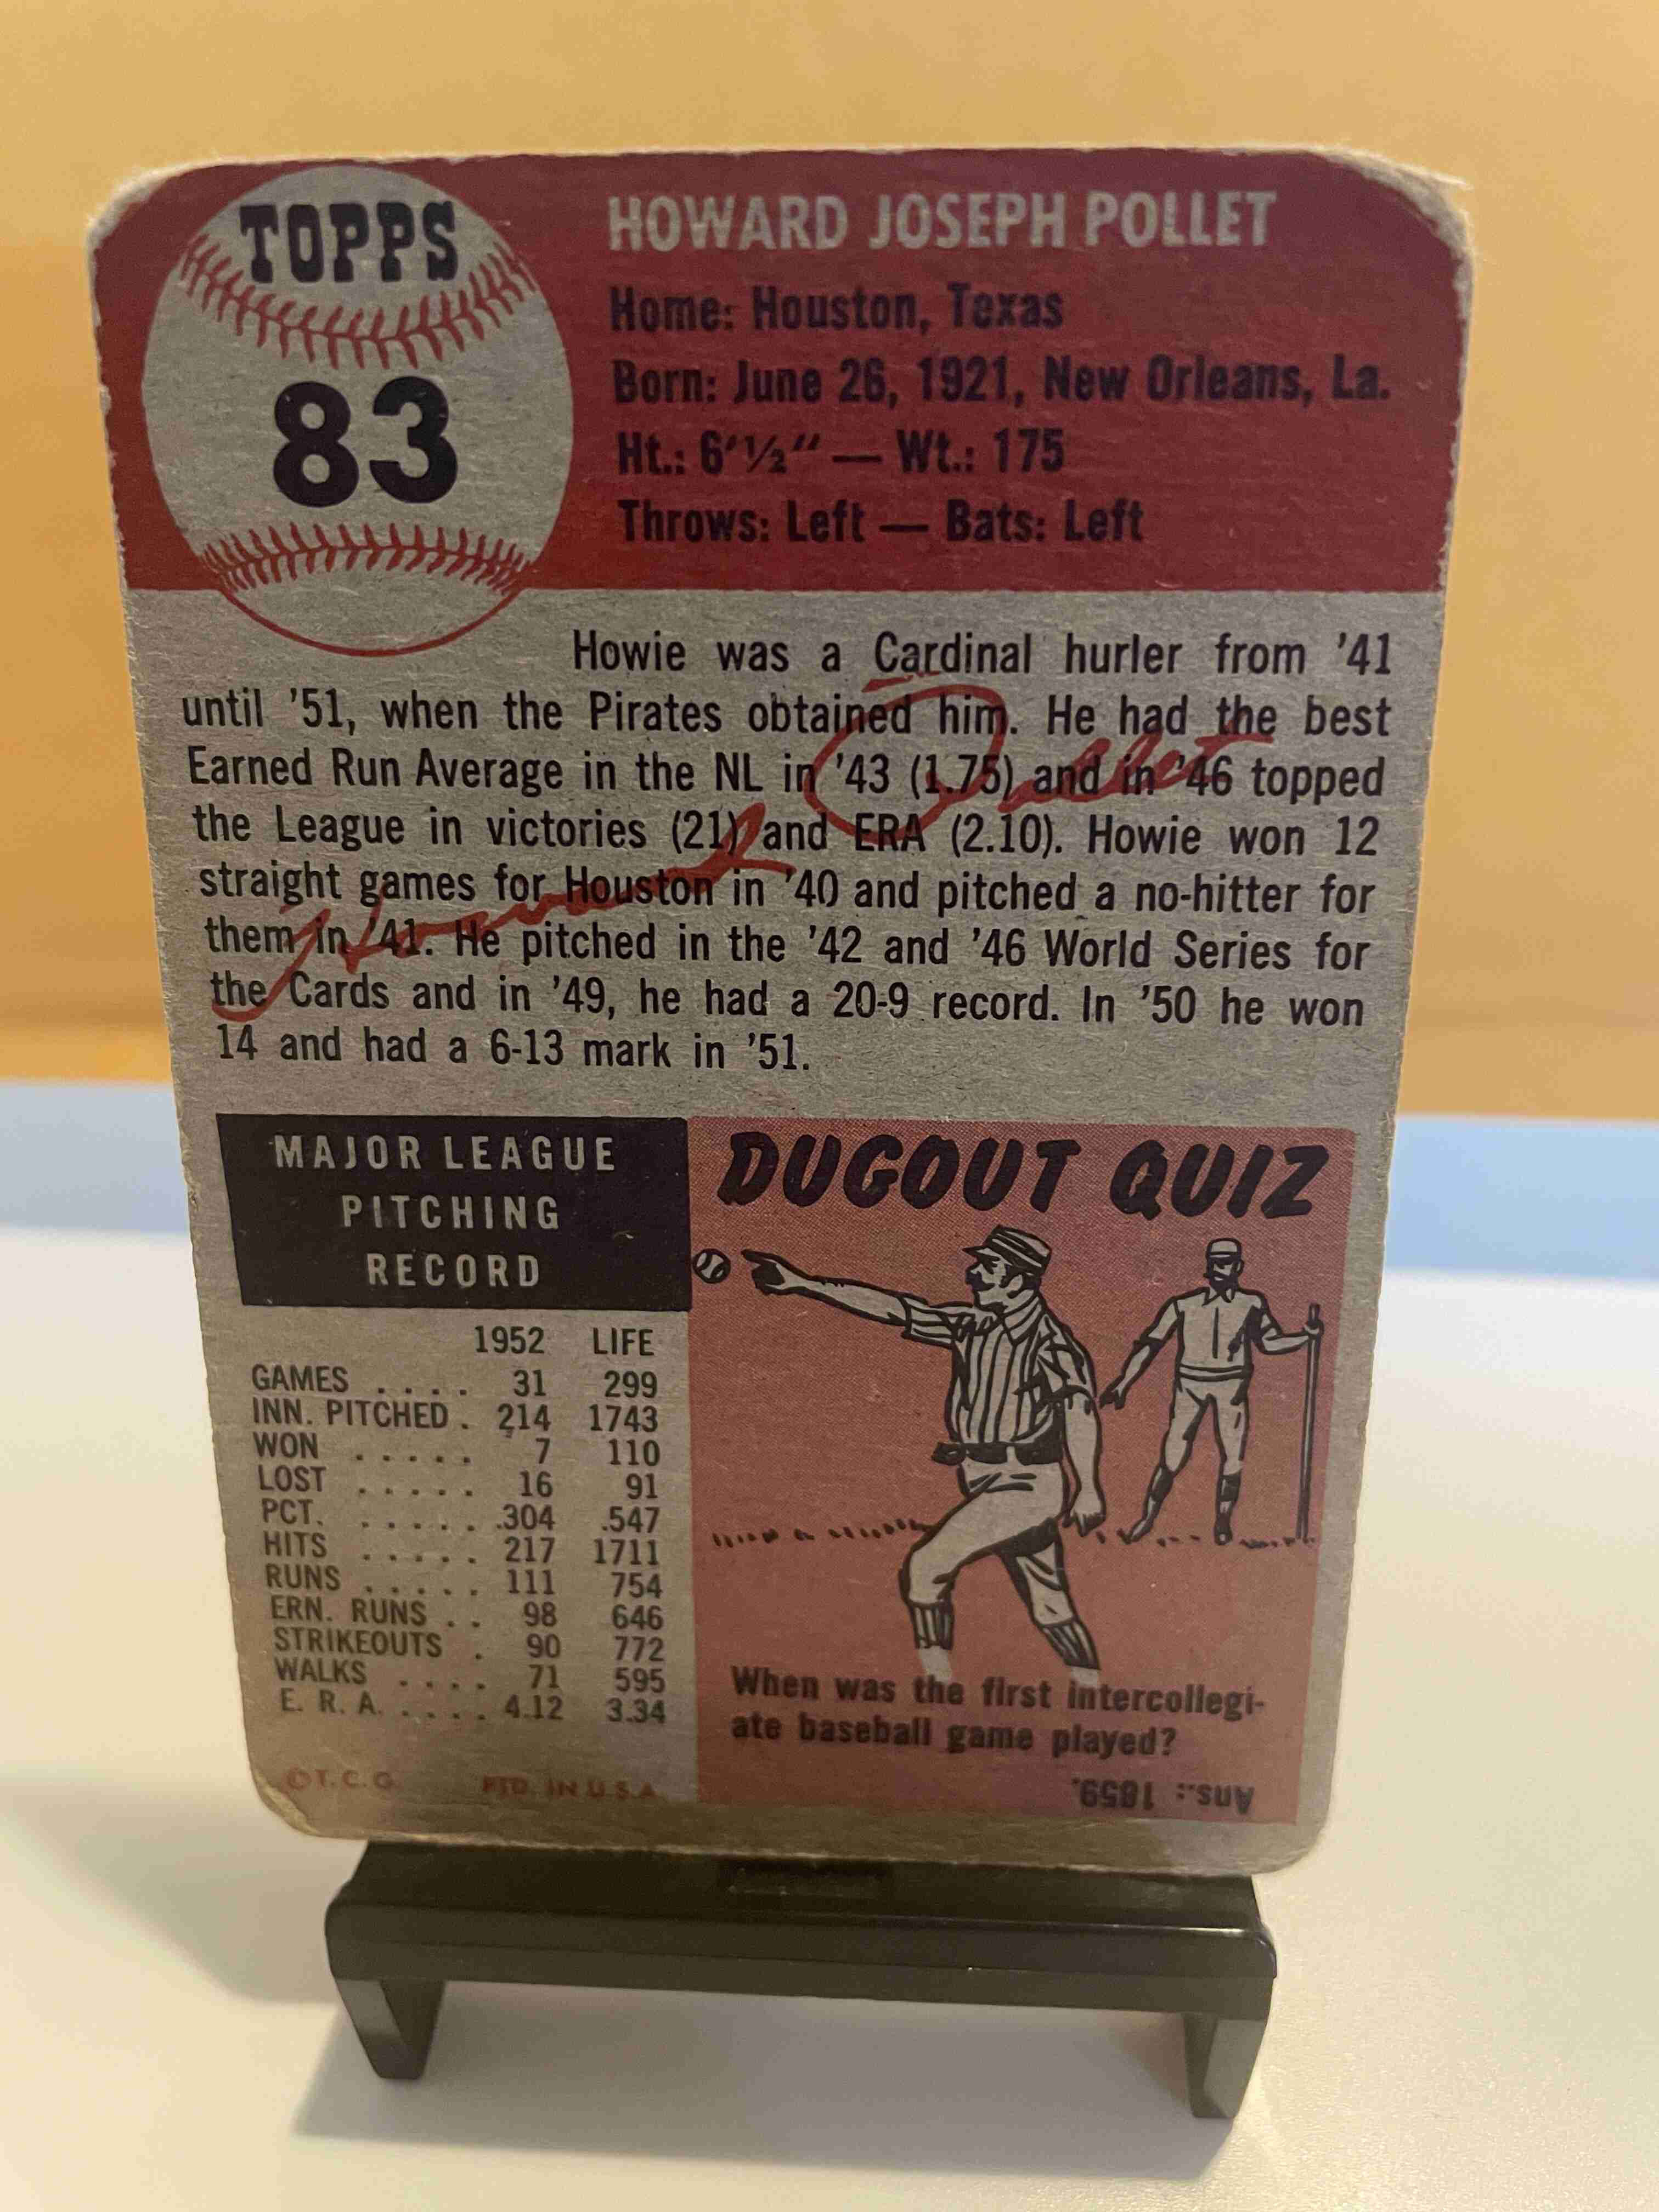 TOPPS
83
HOWARD JOSEPH POLLET
Home: Houston, Texas
Born: June 26, 1921, New Orleans, La.
Ht.: 6'½" — Wt.: 175
Throws: Left — Bats: Left
Howie was a Cardinal hurler from '41
until '51, when the Pirates obtained him. He had the best
Earned Run Average in the NL in '43 (1.75) and in '46 topped
the League in victories (21) and ERA (2.10). Howie won 12
straight games for Houston in '40 and pitched a no-hitter for
them in '41. He pitched in the '42 and '46 World Series for
the Cards and in '49, he had a 20-9 record. In '50 he won
14 and had a 6-13 mark in '51.
Howard Pollet
MAJOR LEAGUE
PITCHING
RECORD
1952 LIFE
GAMES . . . . 31 299
INN. PITCHED . 214 1743
WON . . . . . 7 110
LOST . . . . . 16 91
PCT. . . . . . .304 .547
HITS . . . . . 217 1711
RUNS . . . . . 111 754
ERN. RUNS . . 98 646
STRIKEOUTS . 90 772
WALKS . . . . 71 595
E. R. A. . . . . 4.12 3.34
©T.C.G. PTD. IN U.S.A.
DUGOUT QUIZ
When was the first intercollegi-
ate baseball game played?
Ans.: 1859.